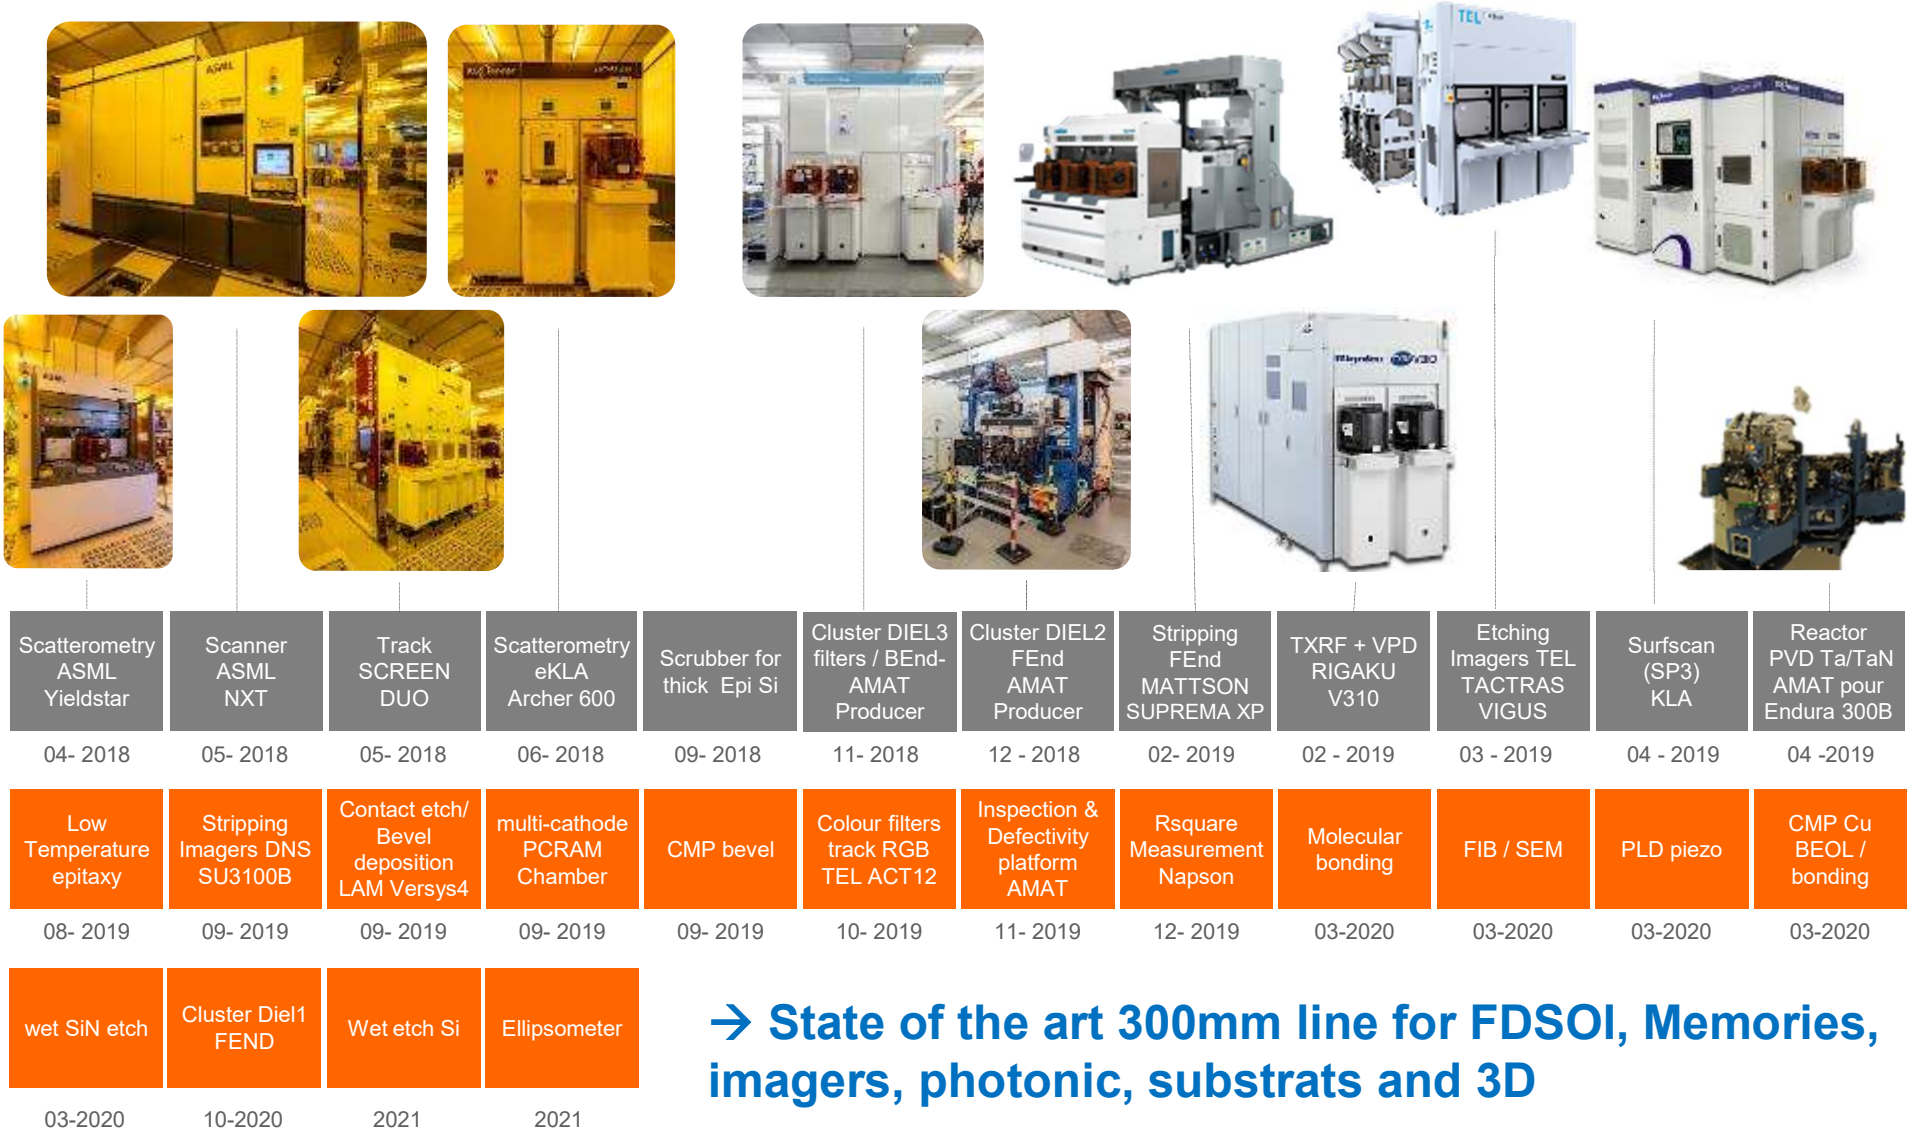 ASML
ASML
TEL
Scatterometry
ASML
Yieldstar
Scanner
ASML
NXT
Track
SCREEN
DUO
Scatterometry
eKLA
Archer 600
Scrubber for
thick Epi Si
Cluster DIEL3
filters / BEnd-
AMAT
Producer
Cluster DIEL2
FEnd
AMAT
Producer
Stripping
FEnd
MATTSON
SUPREMA XP
TXRF + VPD
RIGAKU
V310
Etching
Imagers TEL
TACTRAS
VIGUS
Surfscan
(SP3)
KLA
Reactor
PVD Ta/TaN
AMAT pour
Endura 300B
04- 2018
05- 2018
05- 2018
06- 2018
09- 2018
11- 2018
12 - 2018
02- 2019
02 - 2019
03 - 2019
04 - 2019
04 -2019
Low
Temperature
epitaxy
Stripping
Imagers DNS
SU3100B
Contact etch/
Bevel
deposition
LAM Versys4
multi-cathode
PCRAM
Chamber
CMP bevel
Colour filters
track RGB
TEL ACT12
Inspection &
Defectivity
platform
AMAT
Rsquare
Measurement
Napson
Molecular
bonding
FIB / SEM
PLD piezo
CMP Cu
BEOL /
bonding
08- 2019
09- 2019
09- 2019
09- 2019
09- 2019
10- 2019
11- 2019
12- 2019
03-2020
03-2020
03-2020
03-2020
wet SiN etch
Cluster Diel1
FEND
Wet etch Si
Ellipsometer
03-2020
10-2020
2021
2021
→ State of the art 300mm line for FDSOI, Memories,
imagers, photonic, substrats and 3D